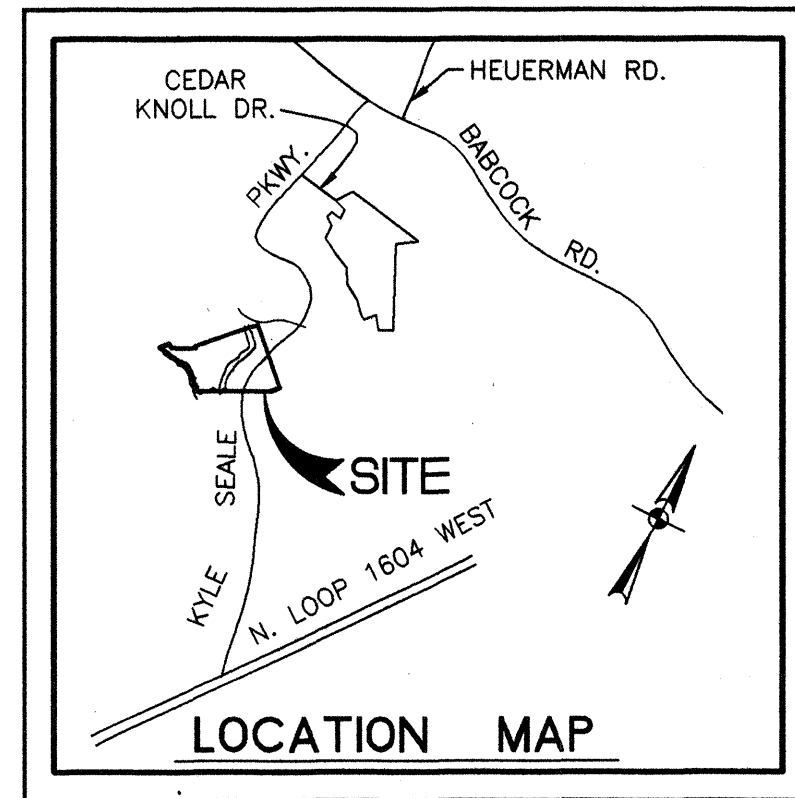 CEDAR
KNOLL DR.
HEUERMAN RD.
PKWY.
BABCOCK RD.
SEALE
SITE
KYLE
N. LOOP 1604 WEST
LOCATION MAP